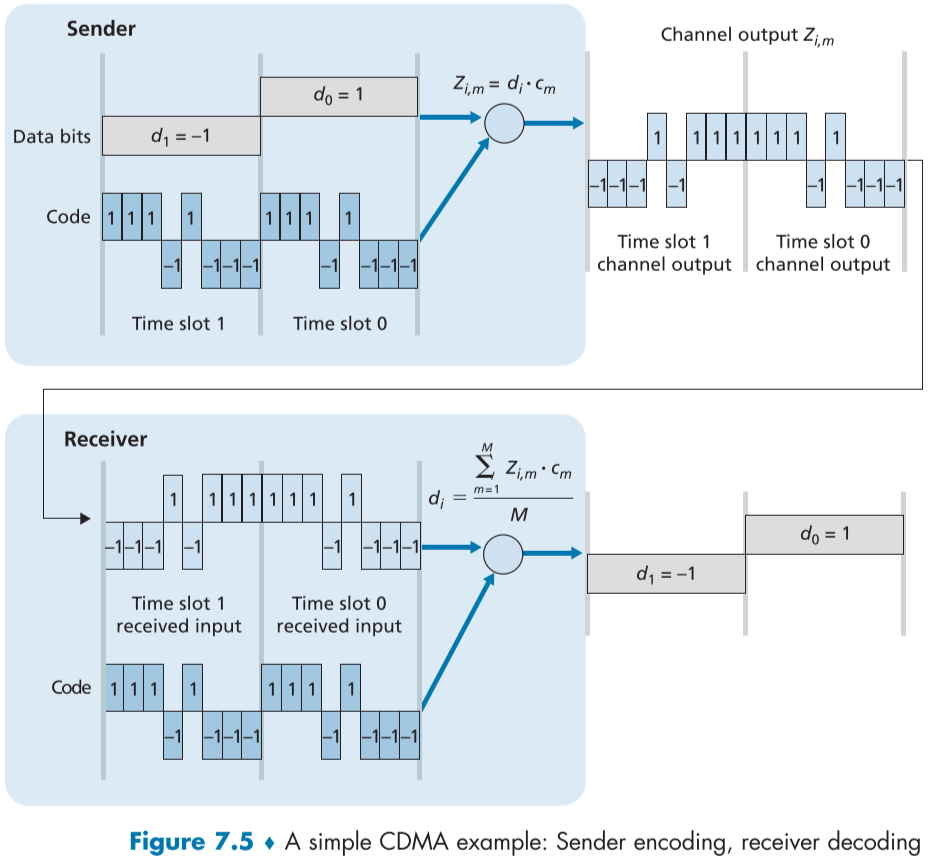 Sender
Channel output Z_{i,m}
Data bits
d_1 = –1
d_0 = 1
Z_{i,m} = d_i · c_m
Code
1 1 1 –1 1 –1 –1 –1 1 1 1 –1 1 –1 –1 –1
Time slot 1
Time slot 0
–1 –1 –1 1 –1 1 1 1 1 1 1 –1 1 –1 –1 –1
Time slot 1
channel output
Time slot 0
channel output
Receiver
–1 –1 –1 1 –1 1 1 1 1 1 1 –1 1 –1 –1 –1
Time slot 1
received input
Time slot 0
received input
Code
1 1 1 –1 1 –1 –1 –1 1 1 1 –1 1 –1 –1 –1
M
∑ Z_{i,m} · c_m
m=1
d_i =
M
d_1 = –1
d_0 = 1
Figure 7.5 ♦ A simple CDMA example: Sender encoding, receiver decoding